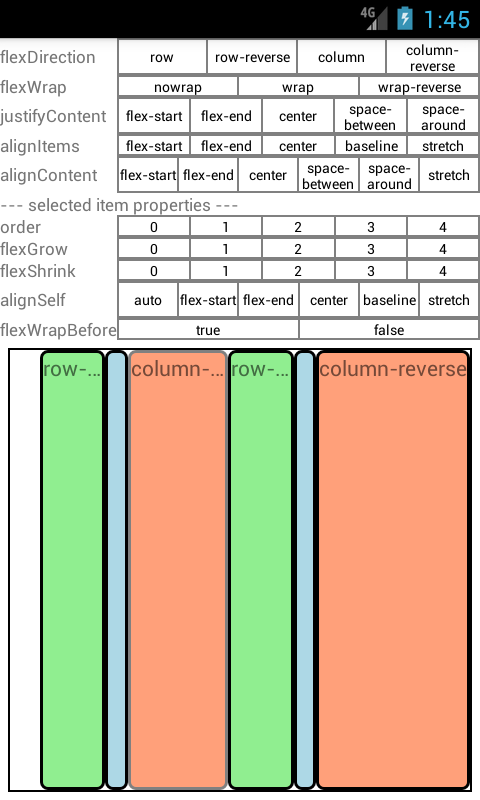 4G 1:45
flexDirection row row-reverse column column-
reverse
flexWrap nowrap wrap wrap-reverse
justifyContent flex-start flex-end center space-
between space-
around
alignItems flex-start flex-end center baseline stretch
alignContent flex-start flex-end center space-
between space-
around stretch
--- selected item properties ---
order 0 1 2 3 4
flexGrow 0 1 2 3 4
flexShrink 0 1 2 3 4
alignSelf auto flex-start flex-end center baseline stretch
flexWrapBefore true false
row-... column-... row-... column-reverse